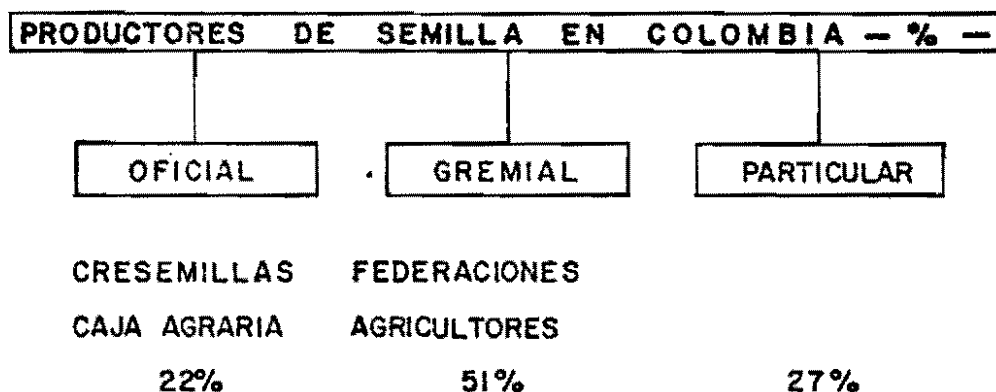 PRODUCTORES DE SEMILLA EN COLOMBIA — % —
OFICIAL GREMIAL PARTICULAR
CRESEMILLAS FEDERACIONES
CAJA AGRARIA AGRICULTORES
22% 51% 27%